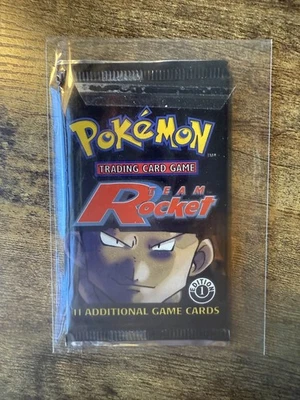 POKéMON
TRADING CARD GAME
TEAM
Rocket
EDITION
1
11 ADDITIONAL GAME CARDS